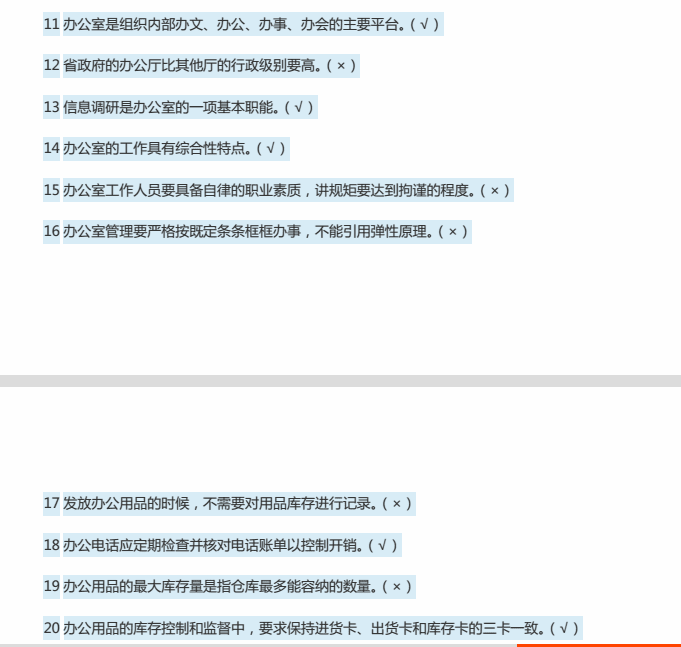 11 办公室是组织内部办文、办公、办事、办会的主要平台。(√)
12 省政府的办公厅比其他厅的行政级别要高。(×)
13 信息调研是办公室的一项基本职能。(√)
14 办公室的工作具有综合性特点。(√)
15 办公室工作人员要具备自律的职业素质，讲规矩要达到拘谨的程度。(×)
16 办公室管理要严格按既定条条框框办事，不能引用弹性原理。(×)
17 发放办公用品的时候，不需要对用品库存进行记录。(×)
18 办公电话应定期检查并核对电话账单以控制开销。(√)
19 办公用品的最大库存量是指仓库最多能容纳的数量。(×)
20 办公用品的库存控制和监督中，要求保持进货卡、出货卡和库存卡的三卡一致。(√)